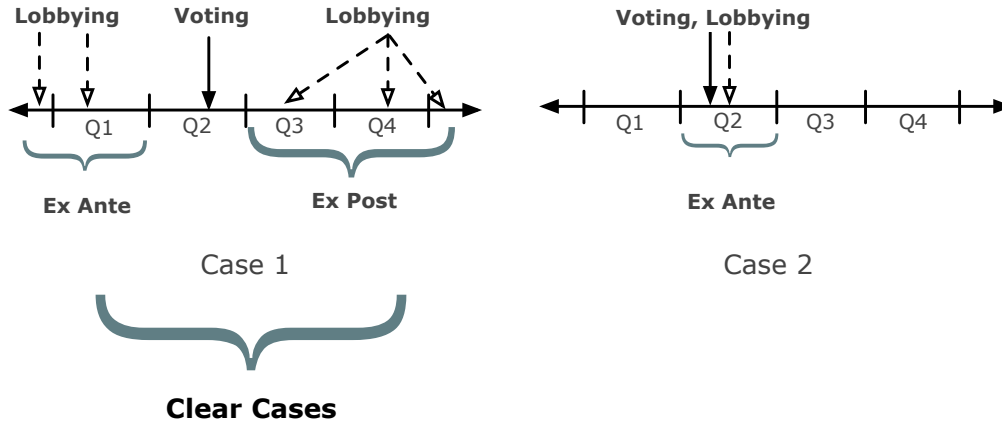 Lobbying Voting Lobbying
Q1 Q2 Q3 Q4
Ex Ante Ex Post
Case 1
Clear Cases
Voting, Lobbying
Q1 Q2 Q3 Q4
Ex Ante
Case 2